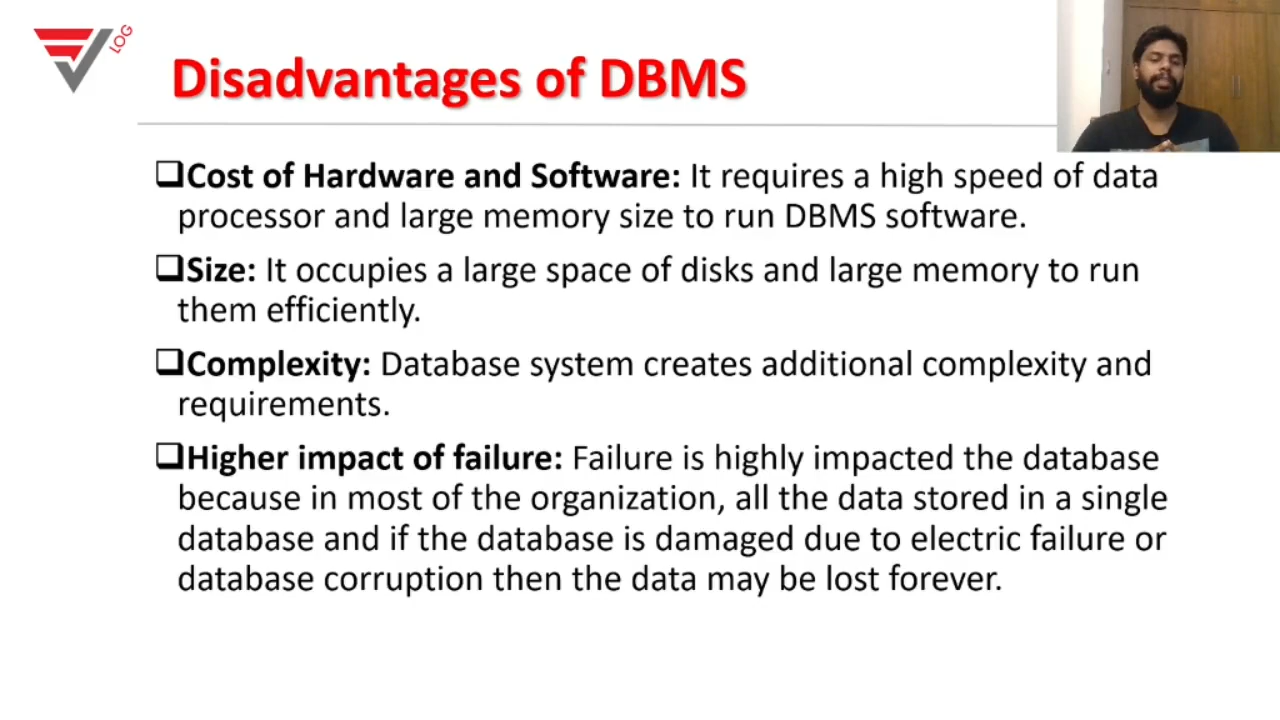 LOG
Disadvantages of DBMS
❑Cost of Hardware and Software: It requires a high speed of data
processor and large memory size to run DBMS software.
❑Size: It occupies a large space of disks and large memory to run
them efficiently.
❑Complexity: Database system creates additional complexity and
requirements.
❑Higher impact of failure: Failure is highly impacted the database
because in most of the organization, all the data stored in a single
database and if the database is damaged due to electric failure or
database corruption then the data may be lost forever.